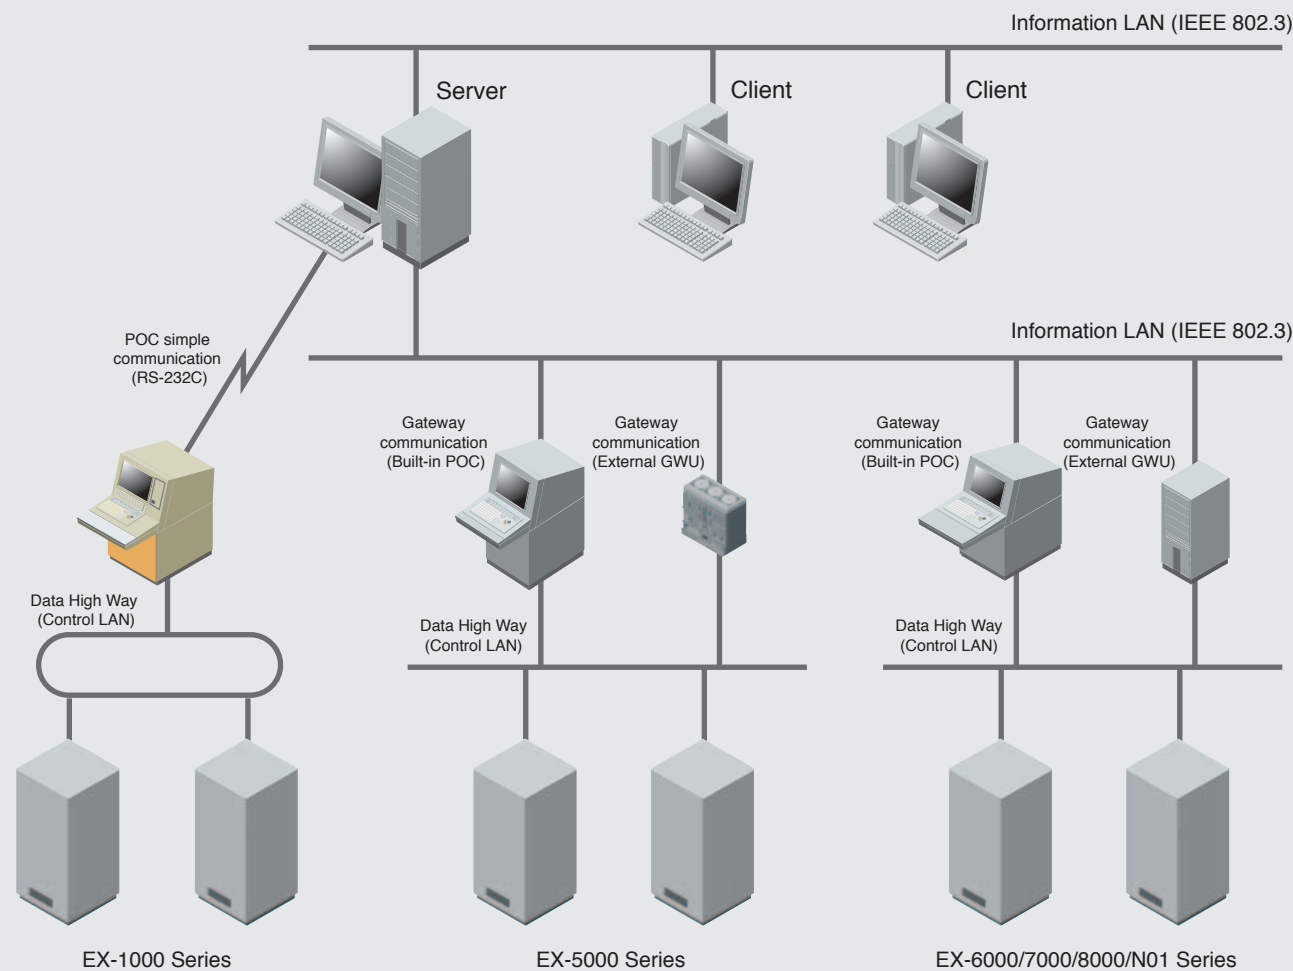 Information LAN (IEEE 802.3)
Server
Client
Client
Information LAN (IEEE 802.3)
POC simple
communication
(RS-232C)
Gateway
communication
(Built-in POC)
Gateway
communication
(External GWU)
Gateway
communication
(Built-in POC)
Gateway
communication
(External GWU)
Data High Way
(Control LAN)
Data High Way
(Control LAN)
Data High Way
(Control LAN)
EX-1000 Series
EX-5000 Series
EX-6000/7000/8000/N01 Series